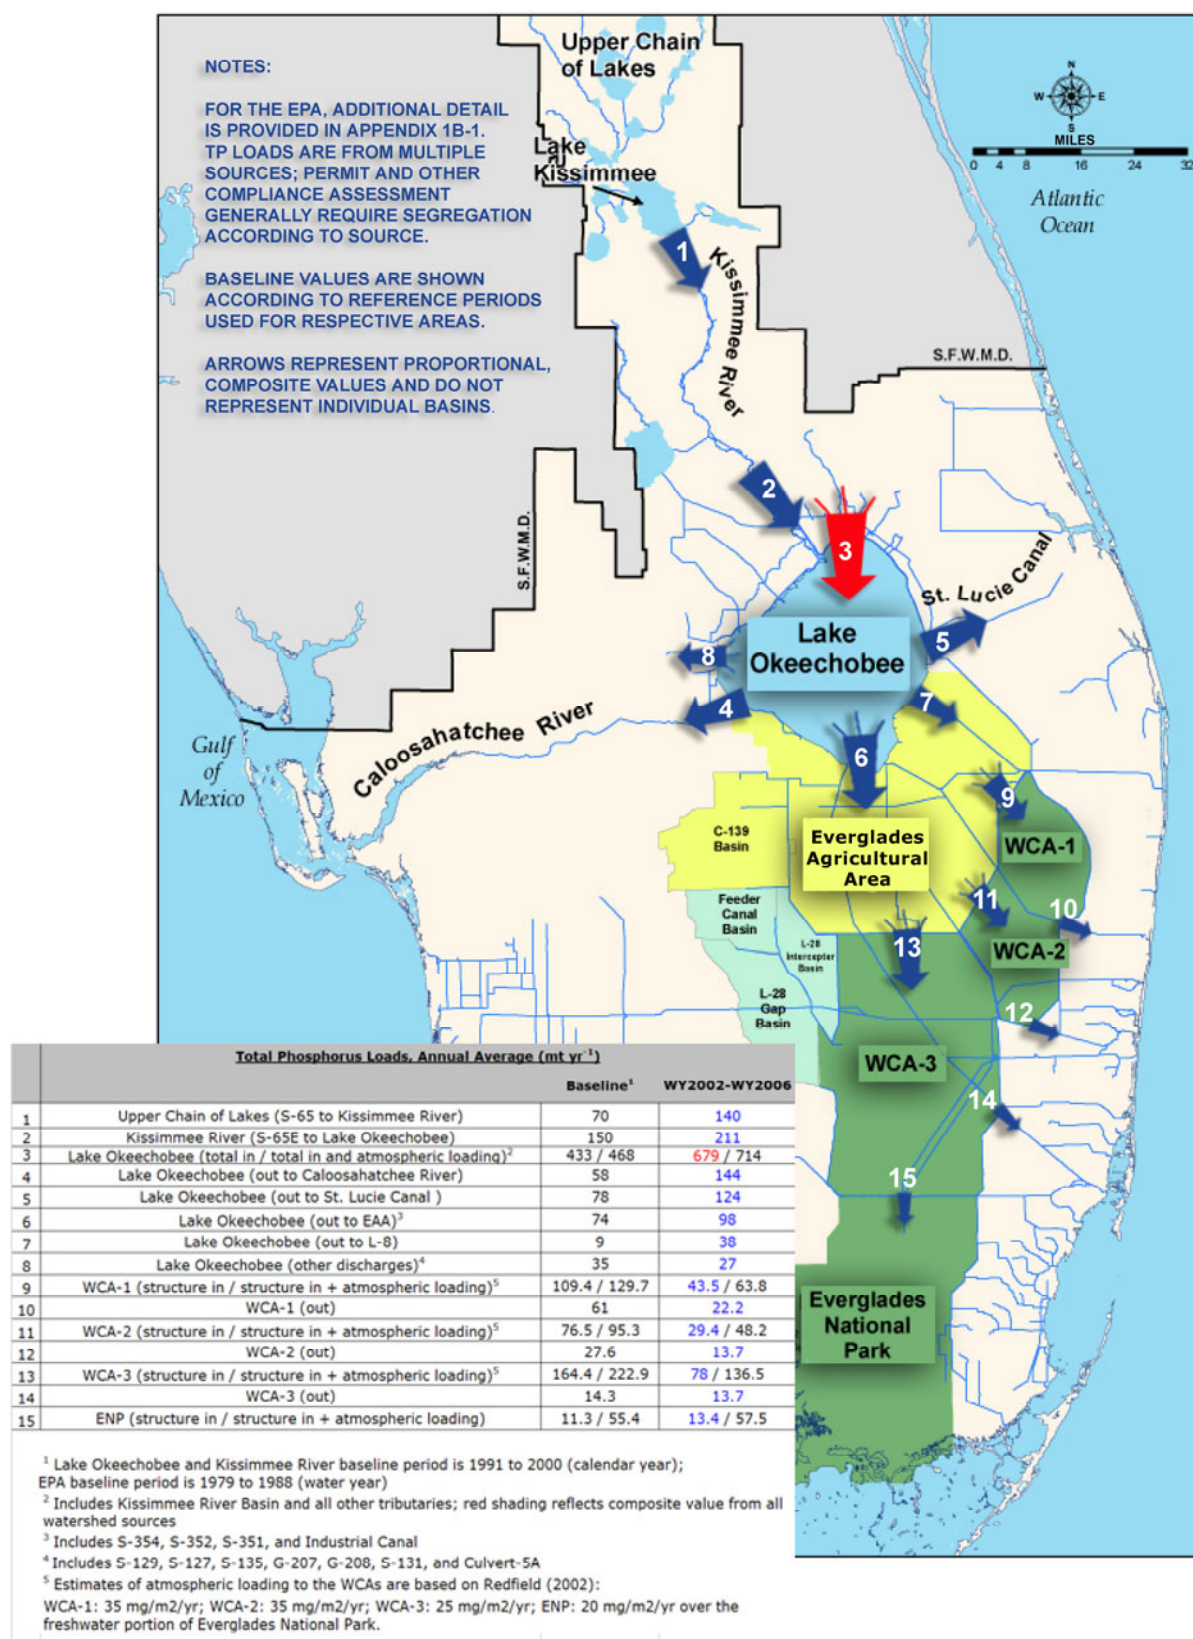 NOTES:
FOR THE EPA, ADDITIONAL DETAIL
IS PROVIDED IN APPENDIX 1B-1.
TP LOADS ARE FROM MULTIPLE
SOURCES; PERMIT AND OTHER
COMPLIANCE ASSESSMENT
GENERALLY REQUIRE SEGREGATION
ACCORDING TO SOURCE.
BASELINE VALUES ARE SHOWN
ACCORDING TO REFERENCE PERIODS
USED FOR RESPECTIVE AREAS.
ARROWS REPRESENT PROPORTIONAL,
COMPOSITE VALUES AND DO NOT
REPRESENT INDIVIDUAL BASINS.
Upper Chain
of Lakes
Lake
Kissimmee
N
W E
S
MILES
0 4 8 16 24 32
Atlantic
Ocean
1
Kissimmee River
S.F.W.M.D.
2
3
S.F.W.M.D.
St. Lucie Canal
Lake
Okeechobee
5
8
4
7
6
Caloosahatchee River
Gulf
of
Mexico
9
C-139
Basin
Everglades
Agricultural
Area
WCA-1
Feeder
Canal
Basin
11
10
L-28
Intercepter
Basin
13
WCA-2
L-28
Gap
Basin
12
WCA-3
14
15
Everglades
National
Park
Total Phosphorus Loads, Annual Average (mt yr-1)
Baseline1 WY2002-WY2006
1 Upper Chain of Lakes (S-65 to Kissimmee River) 70 140
2 Kissimmee River (S-65E to Lake Okeechobee) 150 211
3 Lake Okeechobee (total in / total in and atmospheric loading)2 433 / 468 679 / 714
4 Lake Okeechobee (out to Caloosahatchee River) 58 144
5 Lake Okeechobee (out to St. Lucie Canal ) 78 124
6 Lake Okeechobee (out to EAA)3 74 98
7 Lake Okeechobee (out to L-8) 9 38
8 Lake Okeechobee (other discharges)4 35 27
9 WCA-1 (structure in / structure in + atmospheric loading)5 109.4 / 129.7 43.5 / 63.8
10 WCA-1 (out) 61 22.2
11 WCA-2 (structure in / structure in + atmospheric loading)5 76.5 / 95.3 29.4 / 48.2
12 WCA-2 (out) 27.6 13.7
13 WCA-3 (structure in / structure in + atmospheric loading)5 164.4 / 222.9 78 / 136.5
14 WCA-3 (out) 14.3 13.7
15 ENP (structure in / structure in + atmospheric loading) 11.3 / 55.4 13.4 / 57.5
1 Lake Okeechobee and Kissimmee River baseline period is 1991 to 2000 (calendar year);
EPA baseline period is 1979 to 1988 (water year)
2 Includes Kissimmee River Basin and all other tributaries; red shading reflects composite value from all
watershed sources
3 Includes S-354, S-352, S-351, and Industrial Canal
4 Includes S-129, S-127, S-135, G-207, G-208, S-131, and Culvert-5A
5 Estimates of atmospheric loading to the WCAs are based on Redfield (2002):
WCA-1: 35 mg/m2/yr; WCA-2: 35 mg/m2/yr; WCA-3: 25 mg/m2/yr; ENP: 20 mg/m2/yr over the
freshwater portion of Everglades National Park.